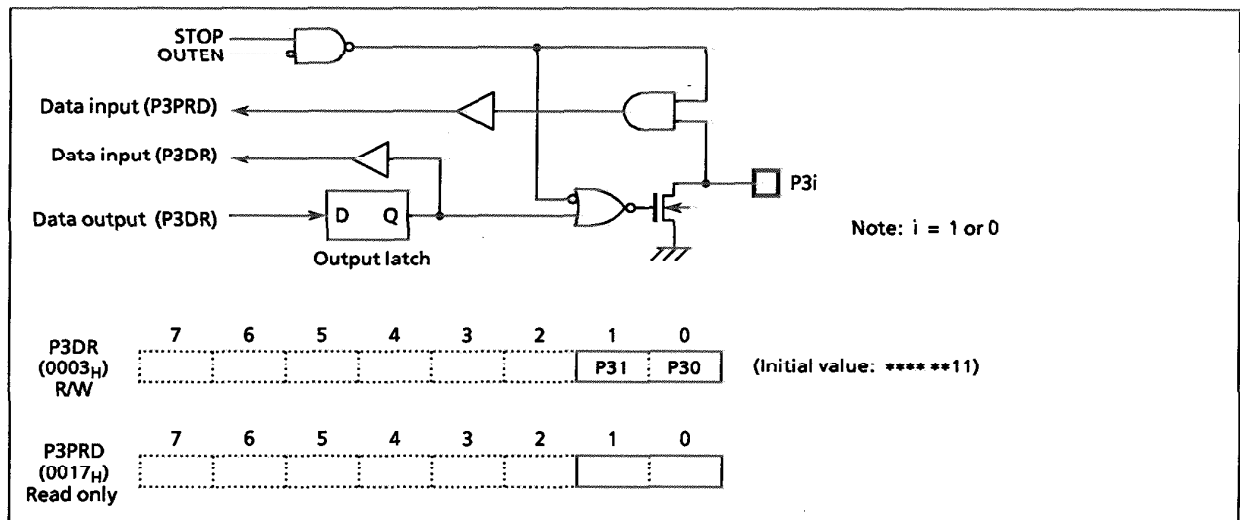 STOP
OUTEN
Data input (P3PRD)
Data input (P3DR)
Data output (P3DR)
D Q
Output latch
P3i
Note: i = 1 or 0
7 6 5 4 3 2 1 0
P3DR
(0003H)
R/W
P31 P30
(Initial value: **** **11)
7 6 5 4 3 2 1 0
P3PRD
(0017H)
Read only